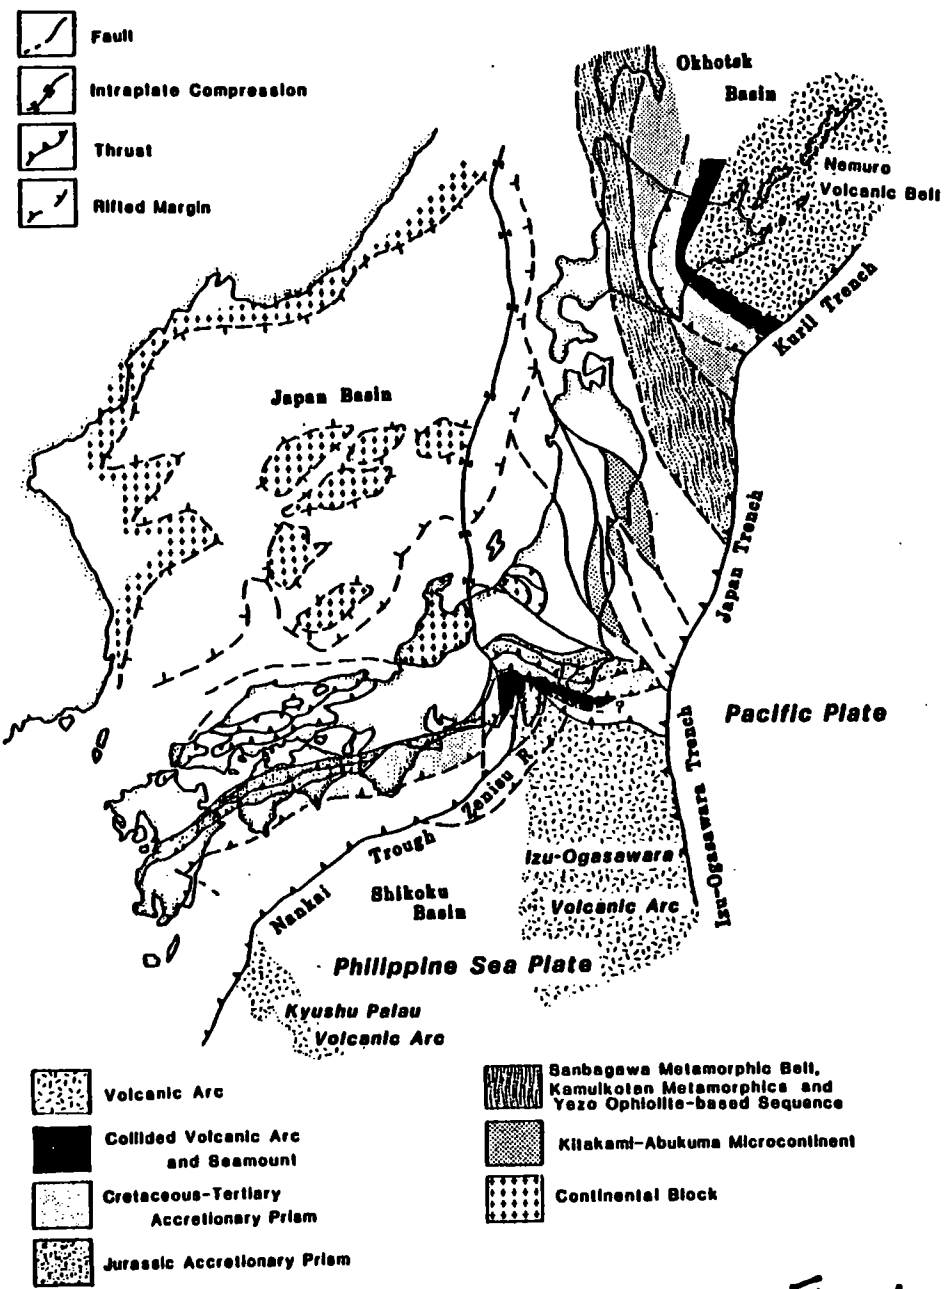 Fault
Intraplate Compression
Thrust
Rifted Margin
Okhotsk
Basin
Nemuro
Volcanic Belt
Kuril Trench
Japan Basin
Japan Trench
Pacific Plate
Izu-Ogasawara Trench
?
Zenisu R.
Nankai
Trough
Shikoku
Basin
Izu-Ogasawara
Volcanic Arc
Philippine Sea Plate
Kyushu Palau
Volcanic Arc
Volcanic Arc
Collided Volcanic Arc
and Seamount
Cretaceous-Tertiary
Accretionary Prism
Jurassic Accretionary Prism
Sanbagawa Metamorphic Belt,
Kamuikotan Metamorphics and
Yezo Ophiolite-based Sequence
Kitakami-Abukuma Microcontinent
Continental Block